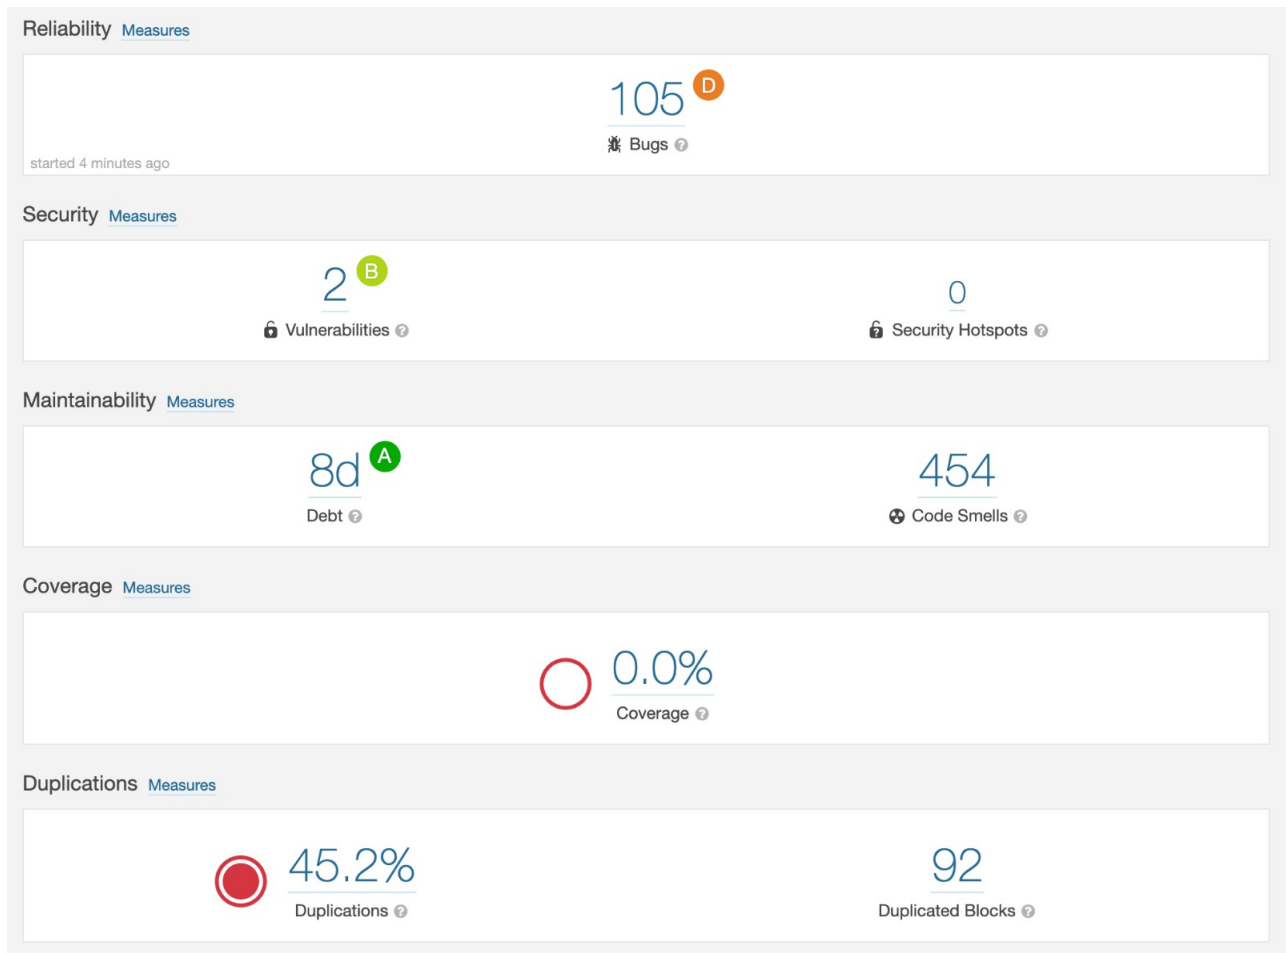 Reliability Measures
105 D
Bugs ?
started 4 minutes ago
Security Measures
2 B
0
Vulnerabilities ?
? Security Hotspots ?
Maintainability Measures
8d A
454
Debt ?
Code Smells ?
Coverage Measures
0.0%
Coverage ?
Duplications Measures
45.2%
92
Duplications ?
Duplicated Blocks ?